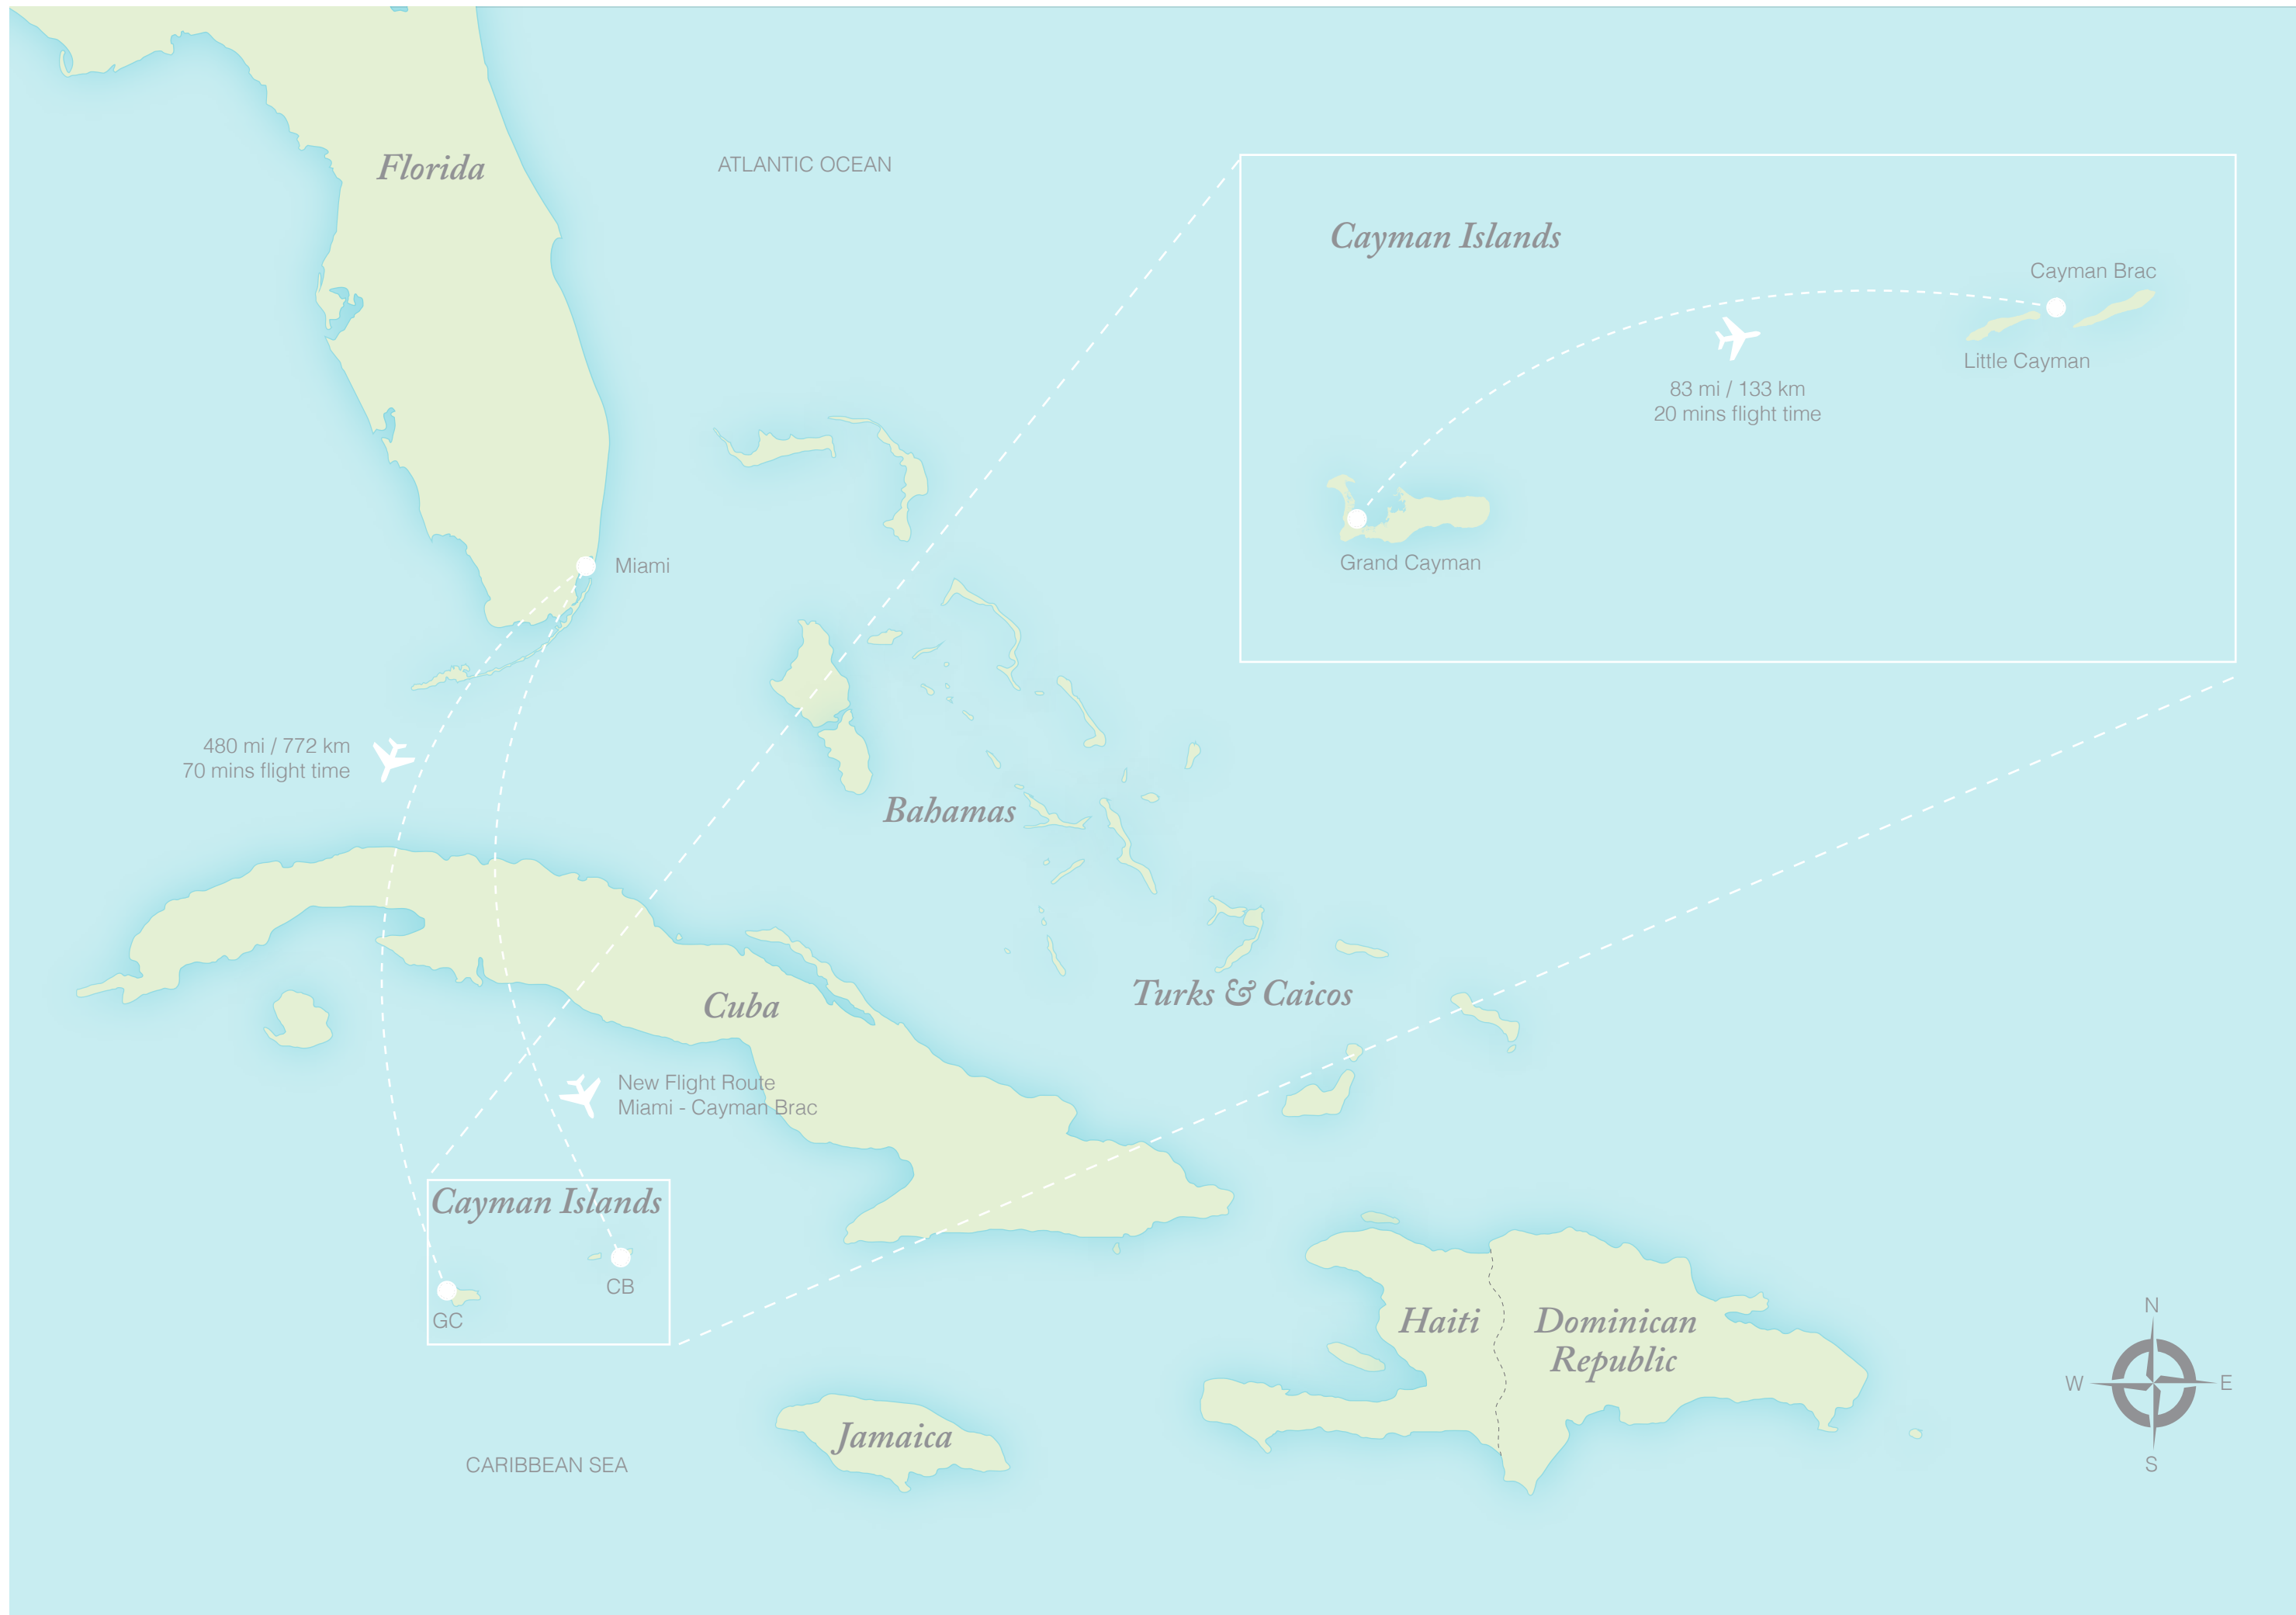 Florida
ATLANTIC OCEAN
Cayman Islands
Cayman Brac
Little Cayman
83 mi / 133 km
20 mins flight time
Grand Cayman
Miami
480 mi / 772 km
70 mins flight time
Bahamas
Turks & Caicos
Cuba
New Flight Route
Miami - Cayman Brac
Cayman Islands
CB
GC
Haiti
Dominican
Republic
Jamaica
CARIBBEAN SEA
N
W
E
S